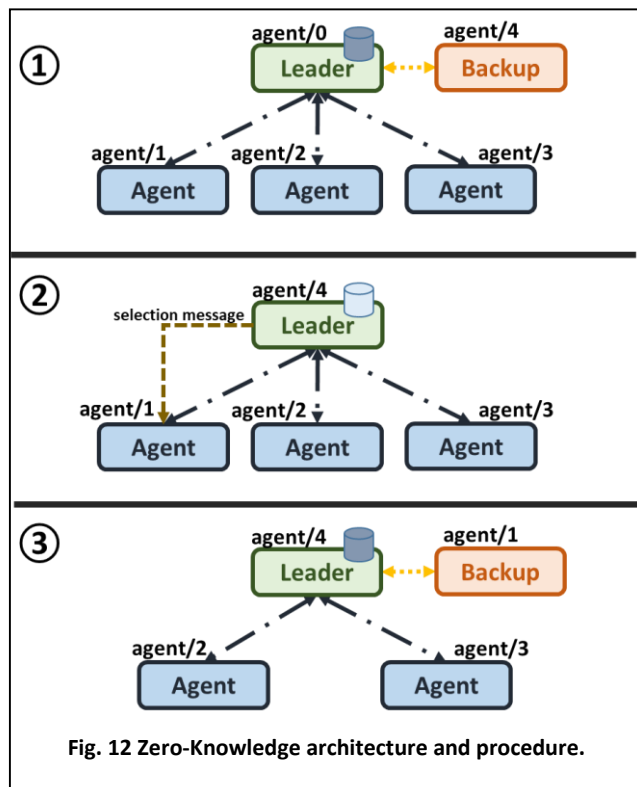 ①
agent/0
agent/4
Leader
Backup
agent/1
agent/2
agent/3
Agent
Agent
Agent
②
agent/4
selection message
Leader
agent/1
agent/2
agent/3
Agent
Agent
Agent
③
agent/4
agent/1
Leader
Backup
agent/2
agent/3
Agent
Agent
Fig. 12 Zero-Knowledge architecture and procedure.